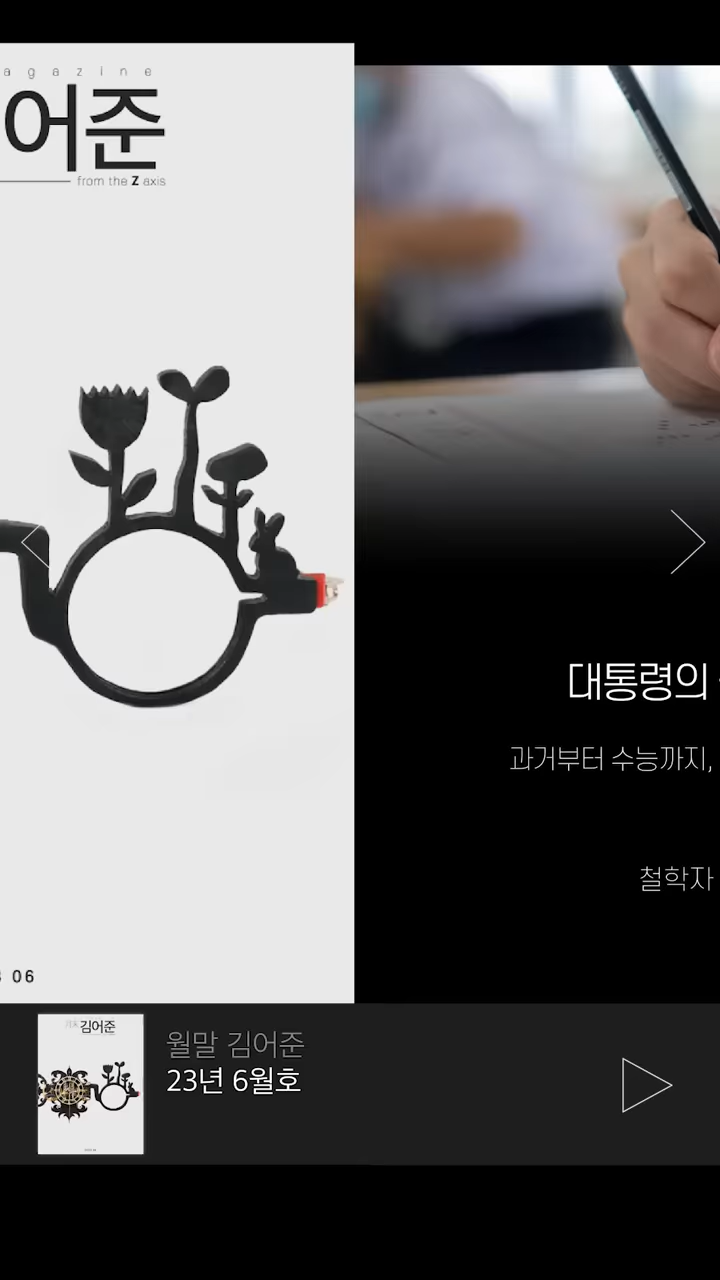 agazine
어준
from the Z axis
대통령의
과거부터 수능까지,
철학자
06
김어준
월말 김어준
23년 6월호